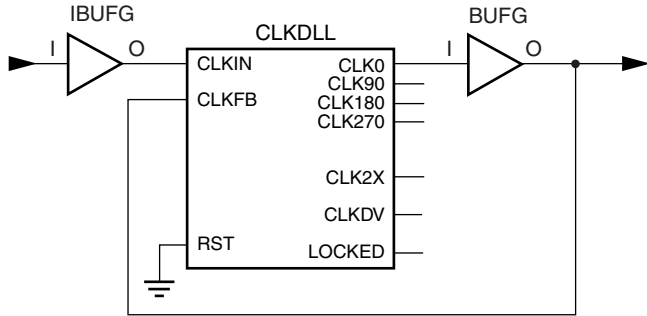 IBUFG
I
O
CLKDLL
CLKIN
CLKFB
RST
CLK0
CLK90
CLK180
CLK270
CLK2X
CLKDV
LOCKED
BUFG
I
O